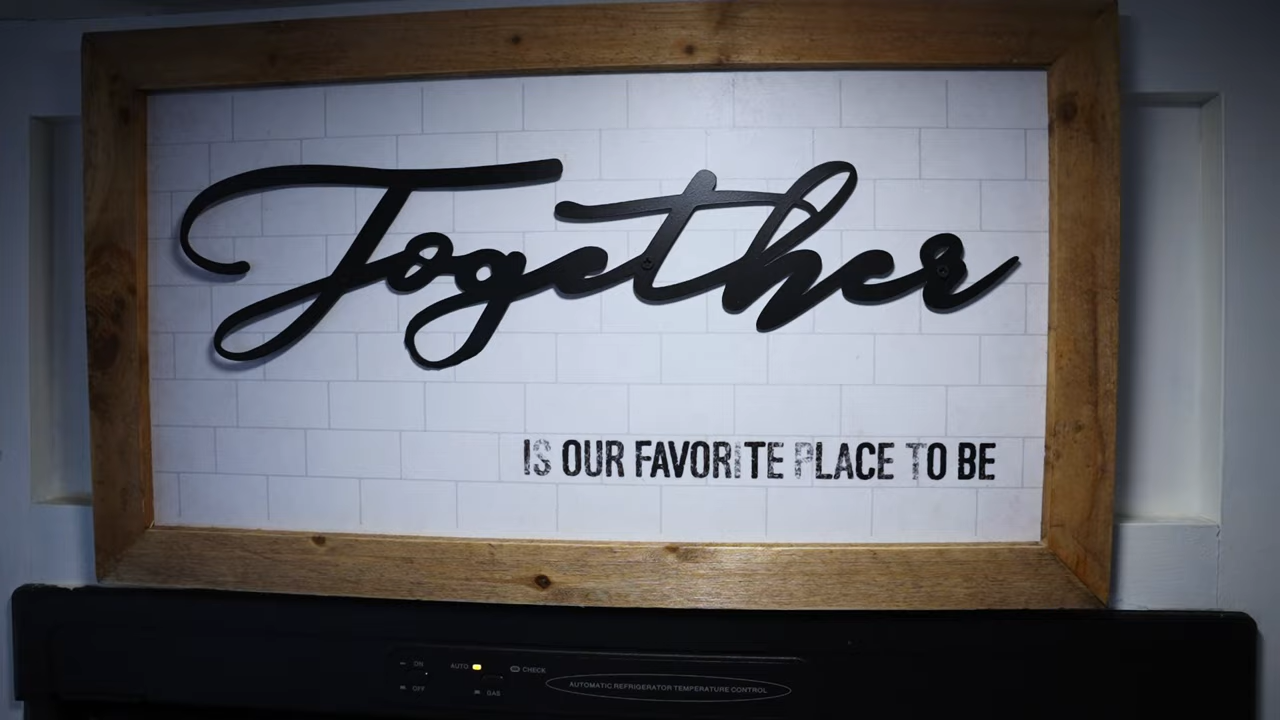 Together
IS OUR FAVORITE PLACE TO BE
ON
AUTO
CHECK
OFF
GAS
AUTOMATIC REFRIGERATOR TEMPERATURE CONTROL